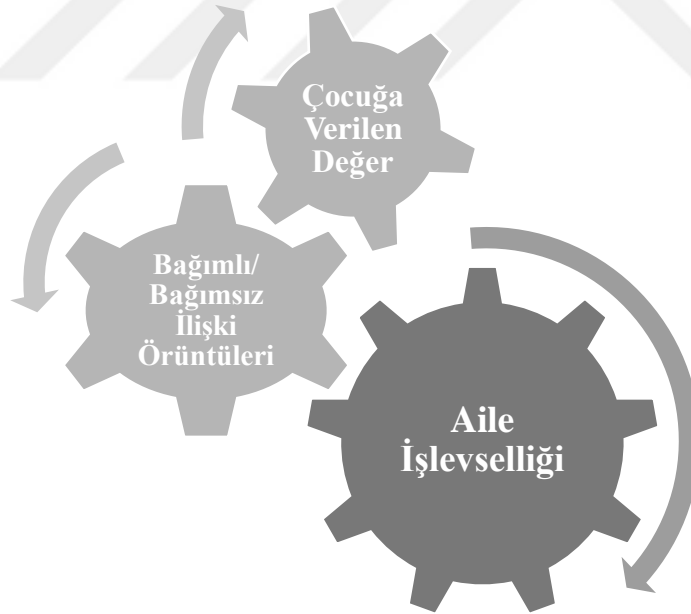 Çocuğa
Verilen
Değer
Bağımlı/
Bağımsız
İlişki
Örüntüleri
Aile
İşlevselliği